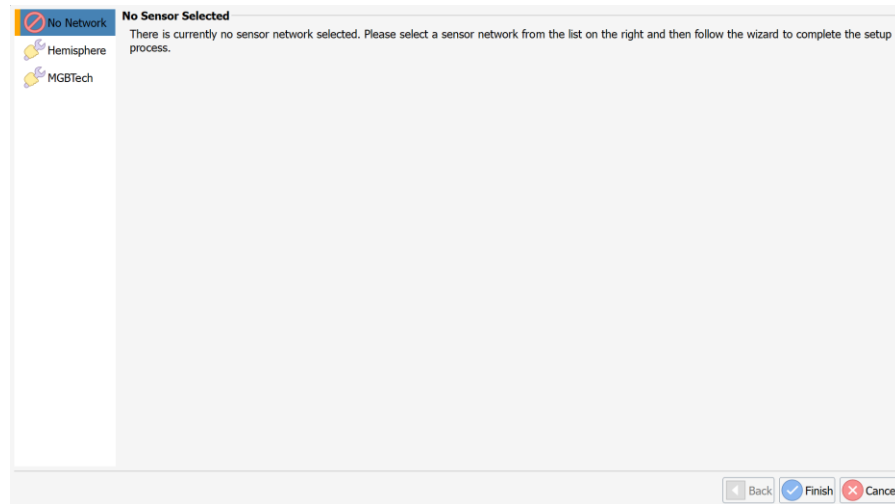 No Network
Hemisphere
MGBTech
No Sensor Selected
There is currently no sensor network selected. Please select a sensor network from the list on the right and then follow the wizard to complete the setup
process.
Back
Finish
Cance